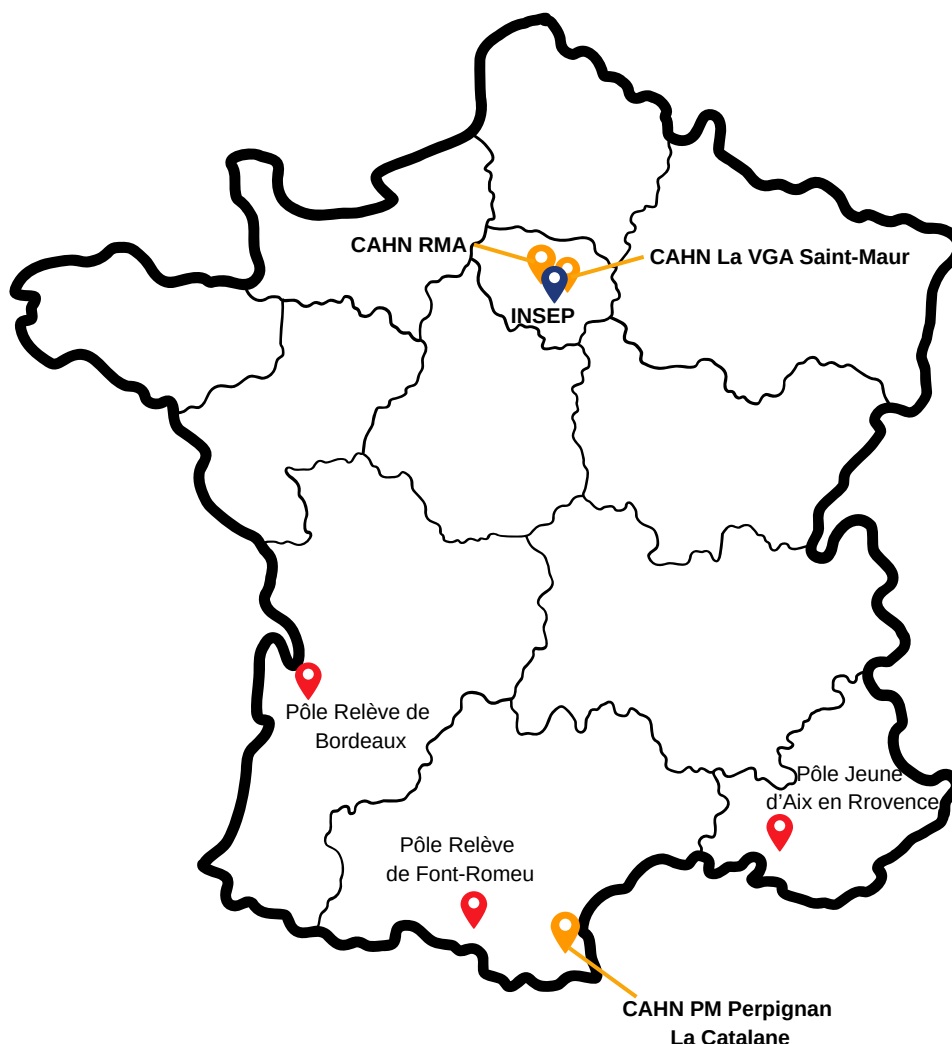 CAHN RMA
CAHN La VGA Saint-Maur
INSEP
Pôle Relève de
Bordeaux
Pôle Jeune
d'Aix en Rrovence
Pôle Relève
de Font-Romeu
CAHN PM Perpignan
La Catalane